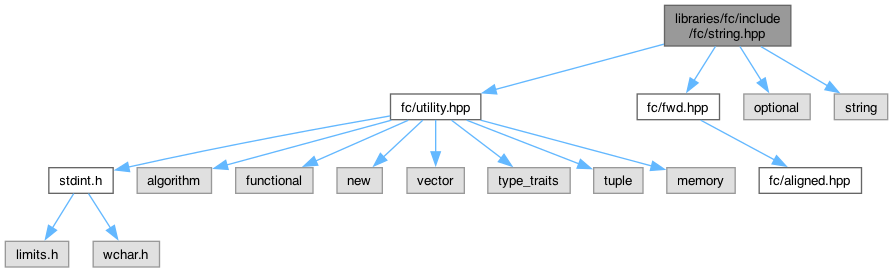 libraries/fc/include
/fc/string.hpp
fc/utility.hpp
fc/fwd.hpp
optional
string
stdint.h
algorithm
functional
new
vector
type_traits
tuple
memory
fc/aligned.hpp
limits.h
wchar.h